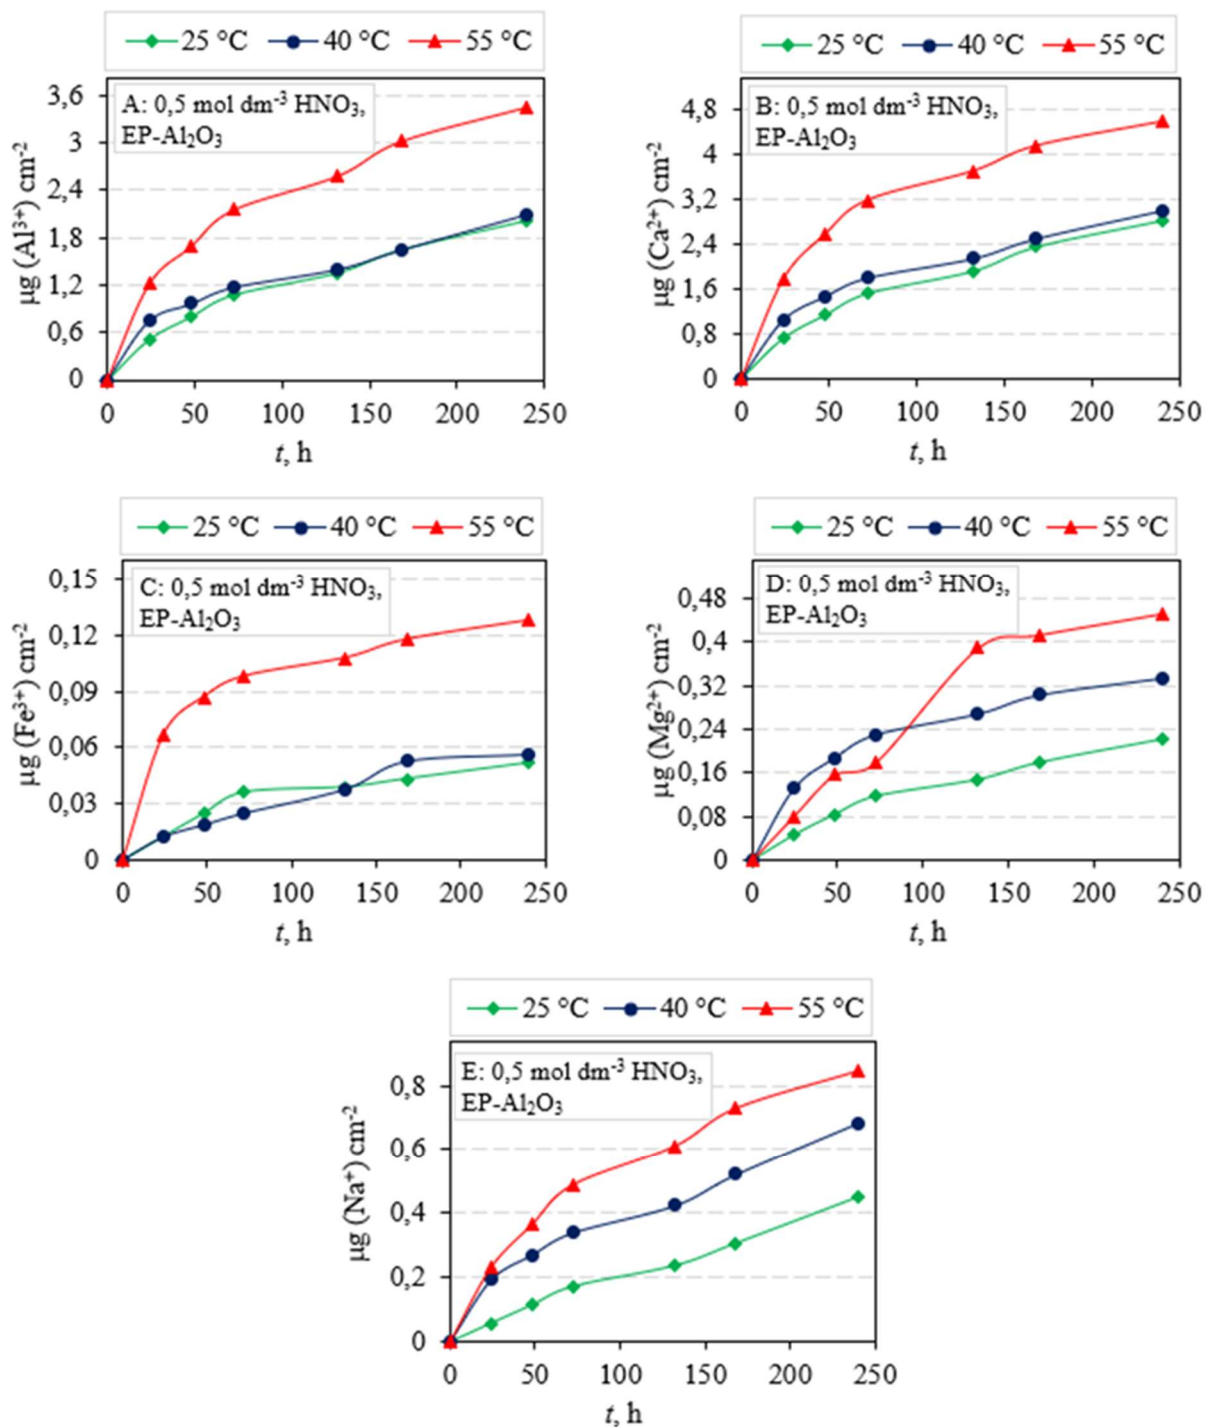 25 °C 40 °C 55 °C
A: 0,5 mol dm⁻³ HNO₃,
EP-Al₂O₃
µg (Al³⁺) cm⁻²
3,6
3
2,4
1,8
1,2
0,6
0
0 50 100 150 200 250
t, h
25 °C 40 °C 55 °C
B: 0,5 mol dm⁻³ HNO₃,
EP-Al₂O₃
µg (Ca²⁺) cm⁻²
4,8
4
3,2
2,4
1,6
0,8
0
0 50 100 150 200 250
t, h
25 °C 40 °C 55 °C
C: 0,5 mol dm⁻³ HNO₃,
EP-Al₂O₃
µg (Fe³⁺) cm⁻²
0,15
0,12
0,09
0,06
0,03
0
0 50 100 150 200 250
t, h
25 °C 40 °C 55 °C
D: 0,5 mol dm⁻³ HNO₃,
EP-Al₂O₃
µg (Mg²⁺) cm⁻²
0,48
0,4
0,32
0,24
0,16
0,08
0
0 50 100 150 200 250
t, h
25 °C 40 °C 55 °C
E: 0,5 mol dm⁻³ HNO₃,
EP-Al₂O₃
µg (Na⁺) cm⁻²
0,8
0,6
0,4
0,2
0
0 50 100 150 200 250
t, h